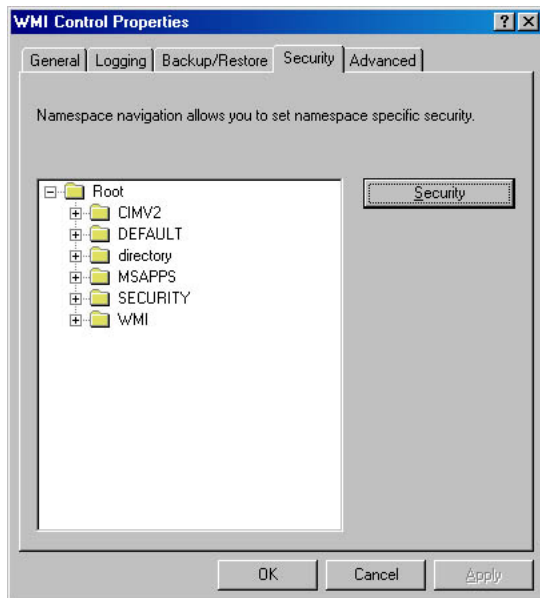 WMI Control Properties
General Logging Backup/Restore Security Advanced
Namespace navigation allows you to set namespace specific security.
Root
Security
CIMV2
DEFAULT
directory
MSAPPS
SECURITY
WMI
OK Cancel Apply